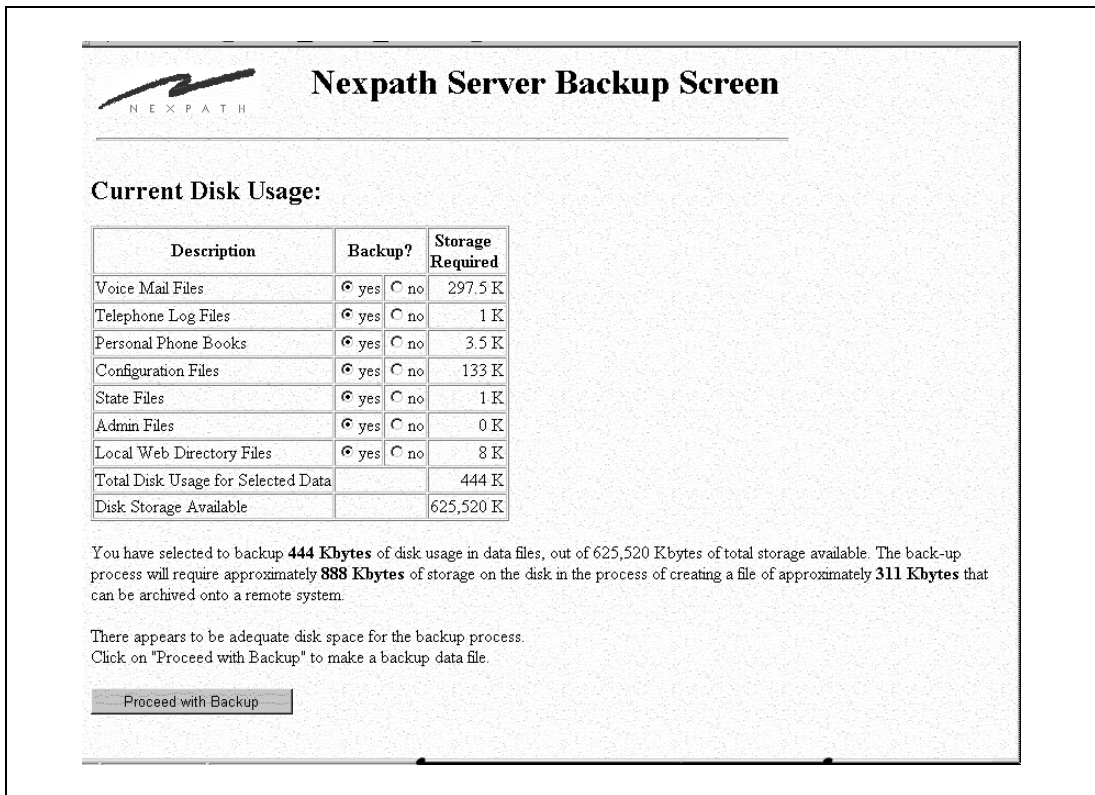 NEXPATH
Nexpath Server Backup Screen
Current Disk Usage:
Description Backup? Storage Required
Voice Mail Files yes no 297.5 K
Telephone Log Files yes no 1 K
Personal Phone Books yes no 3.5 K
Configuration Files yes no 133 K
State Files yes no 1 K
Admin Files yes no 0 K
Local Web Directory Files yes no 8 K
Total Disk Usage for Selected Data 444 K
Disk Storage Available 625,520 K
You have selected to backup 444 Kbytes of disk usage in data files, out of 625,520 Kbytes of total storage available. The back-up
process will require approximately 888 Kbytes of storage on the disk in the process of creating a file of approximately 311 Kbytes that
can be archived onto a remote system.
There appears to be adequate disk space for the backup process.
Click on "Proceed with Backup" to make a backup data file.
Proceed with Backup